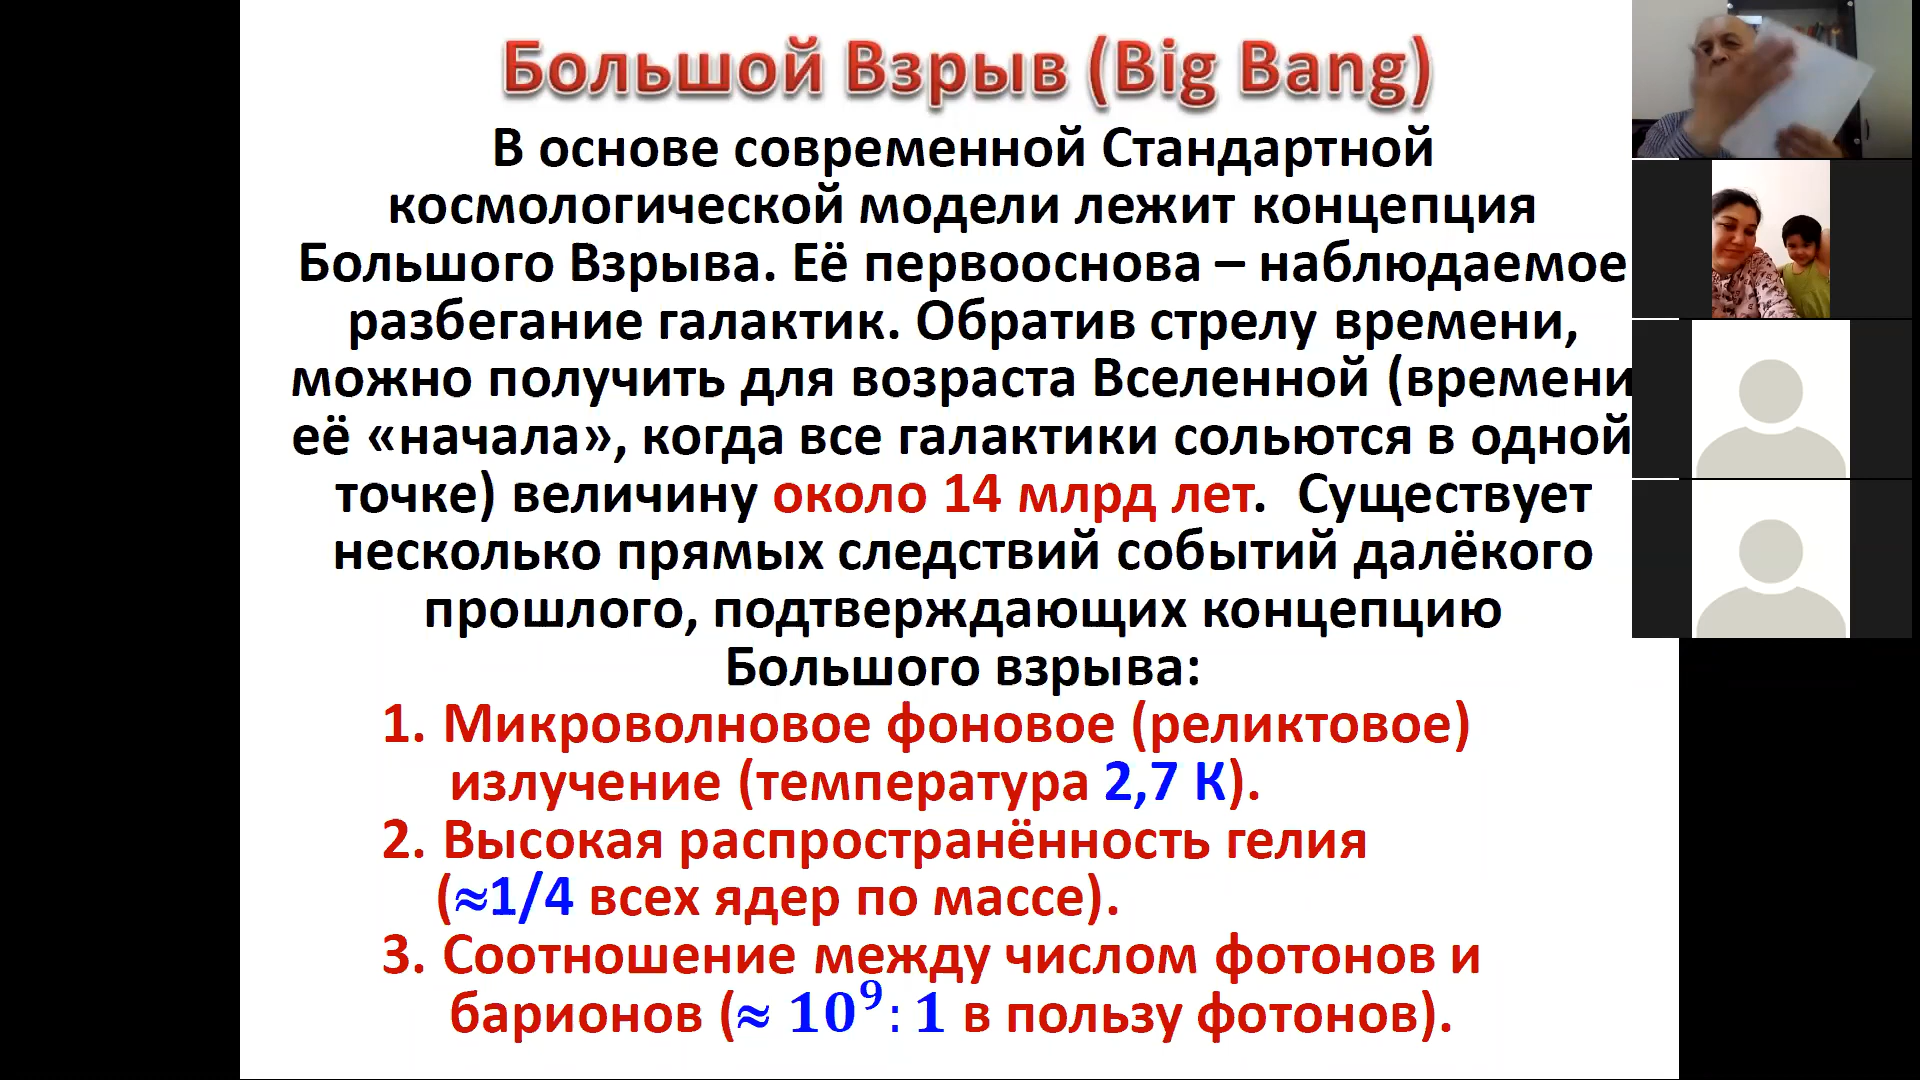 Большой Взрыв (Big Bang)
В основе современной Стандартной
космологической модели лежит концепция
Большого Взрыва. Её первооснова – наблюдаемое
разбегание галактик. Обратив стрелу времени,
можно получить для возраста Вселенной (времени
её «начала», когда все галактики сольются в одной
точке) величину около 14 млрд лет. Существует
несколько прямых следствий событий далёкого
прошлого, подтверждающих концепцию
Большого взрыва:
1. Микроволновое фоновое (реликтовое)
излучение (температура 2,7 К).
2. Высокая распространённость гелия
(≈1/4 всех ядер по массе).
3. Соотношение между числом фотонов и
барионов (≈ 10⁹: 1 в пользу фотонов).